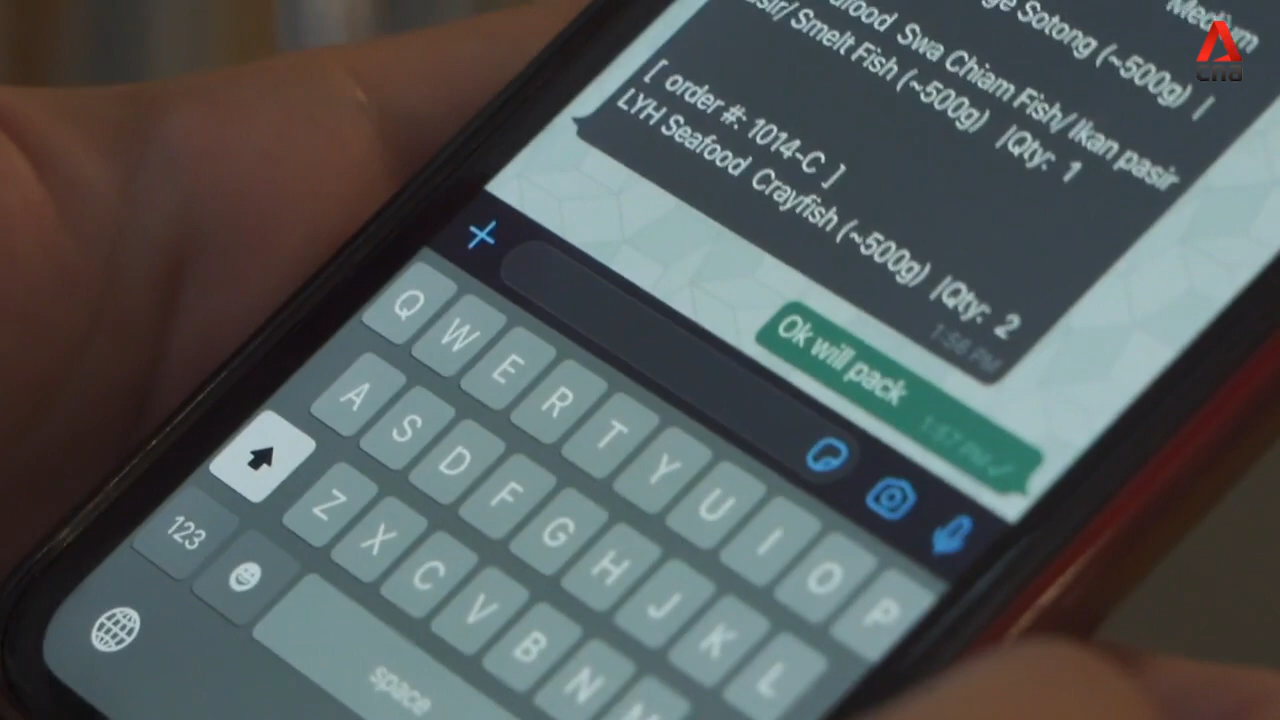 Medium
ge Sotong (~500g) |
afood Swa Chiam Fish/ Ikan pasir
asir/ Smelt Fish (~500g) |Qty: 1
[ order #: 1014-C ]
LYH Seafood Crayfish (~500g) |Qty: 2
1:56 PM
Ok will pack
1:57 PM
Q W E R T Y U I O P
A S D F G H J K L
Z X C V B N M
123
space
cna